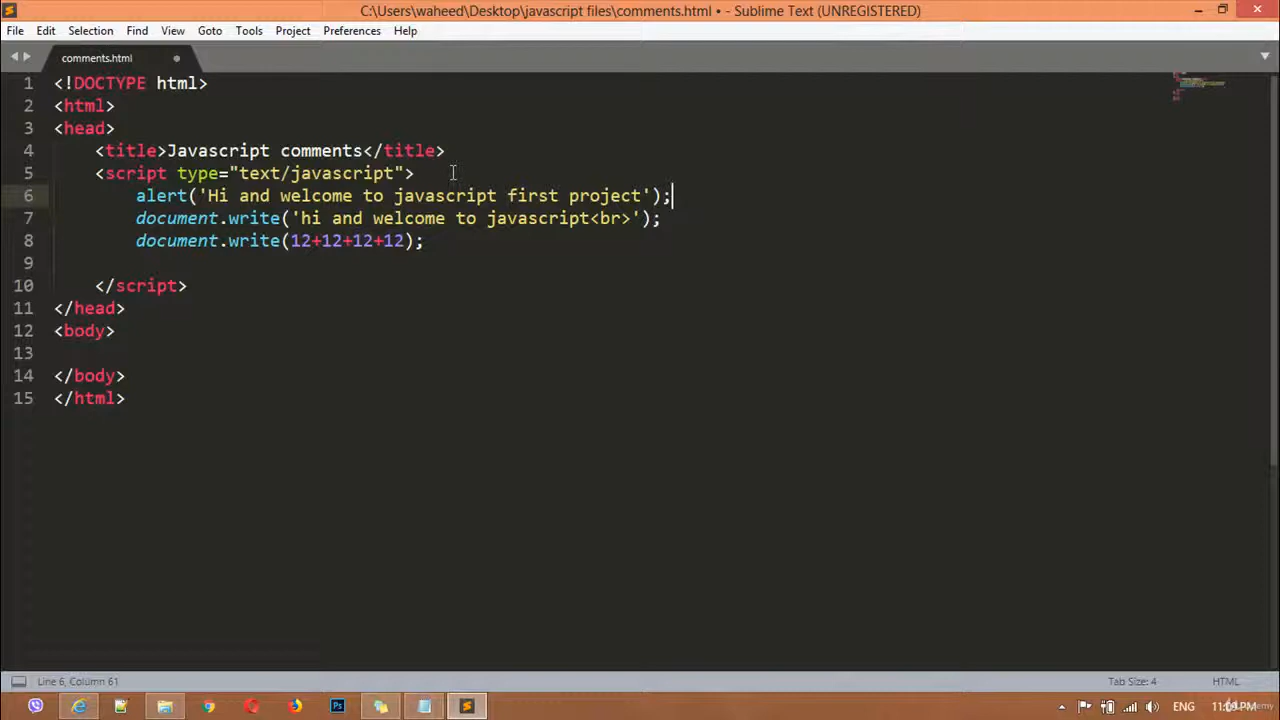 C:\Users\waheed\Desktop\javascript files\comments.html • - Sublime Text (UNREGISTERED)
File Edit Selection Find View Goto Tools Project Preferences Help
comments.html
1 <!DOCTYPE html>
2 <html>
3 <head>
4 <title>Javascript comments</title>
5 <script type="text/javascript">
6 alert('Hi and welcome to javascript first project');
7 document.write('hi and welcome to javascript<br>');
8 document.write(12+12+12+12);
9
10 </script>
11 </head>
12 <body>
13
14 </body>
15 </html>
Line 6, Column 61 Tab Size: 4 HTML
Ps ENG 11:09 PM